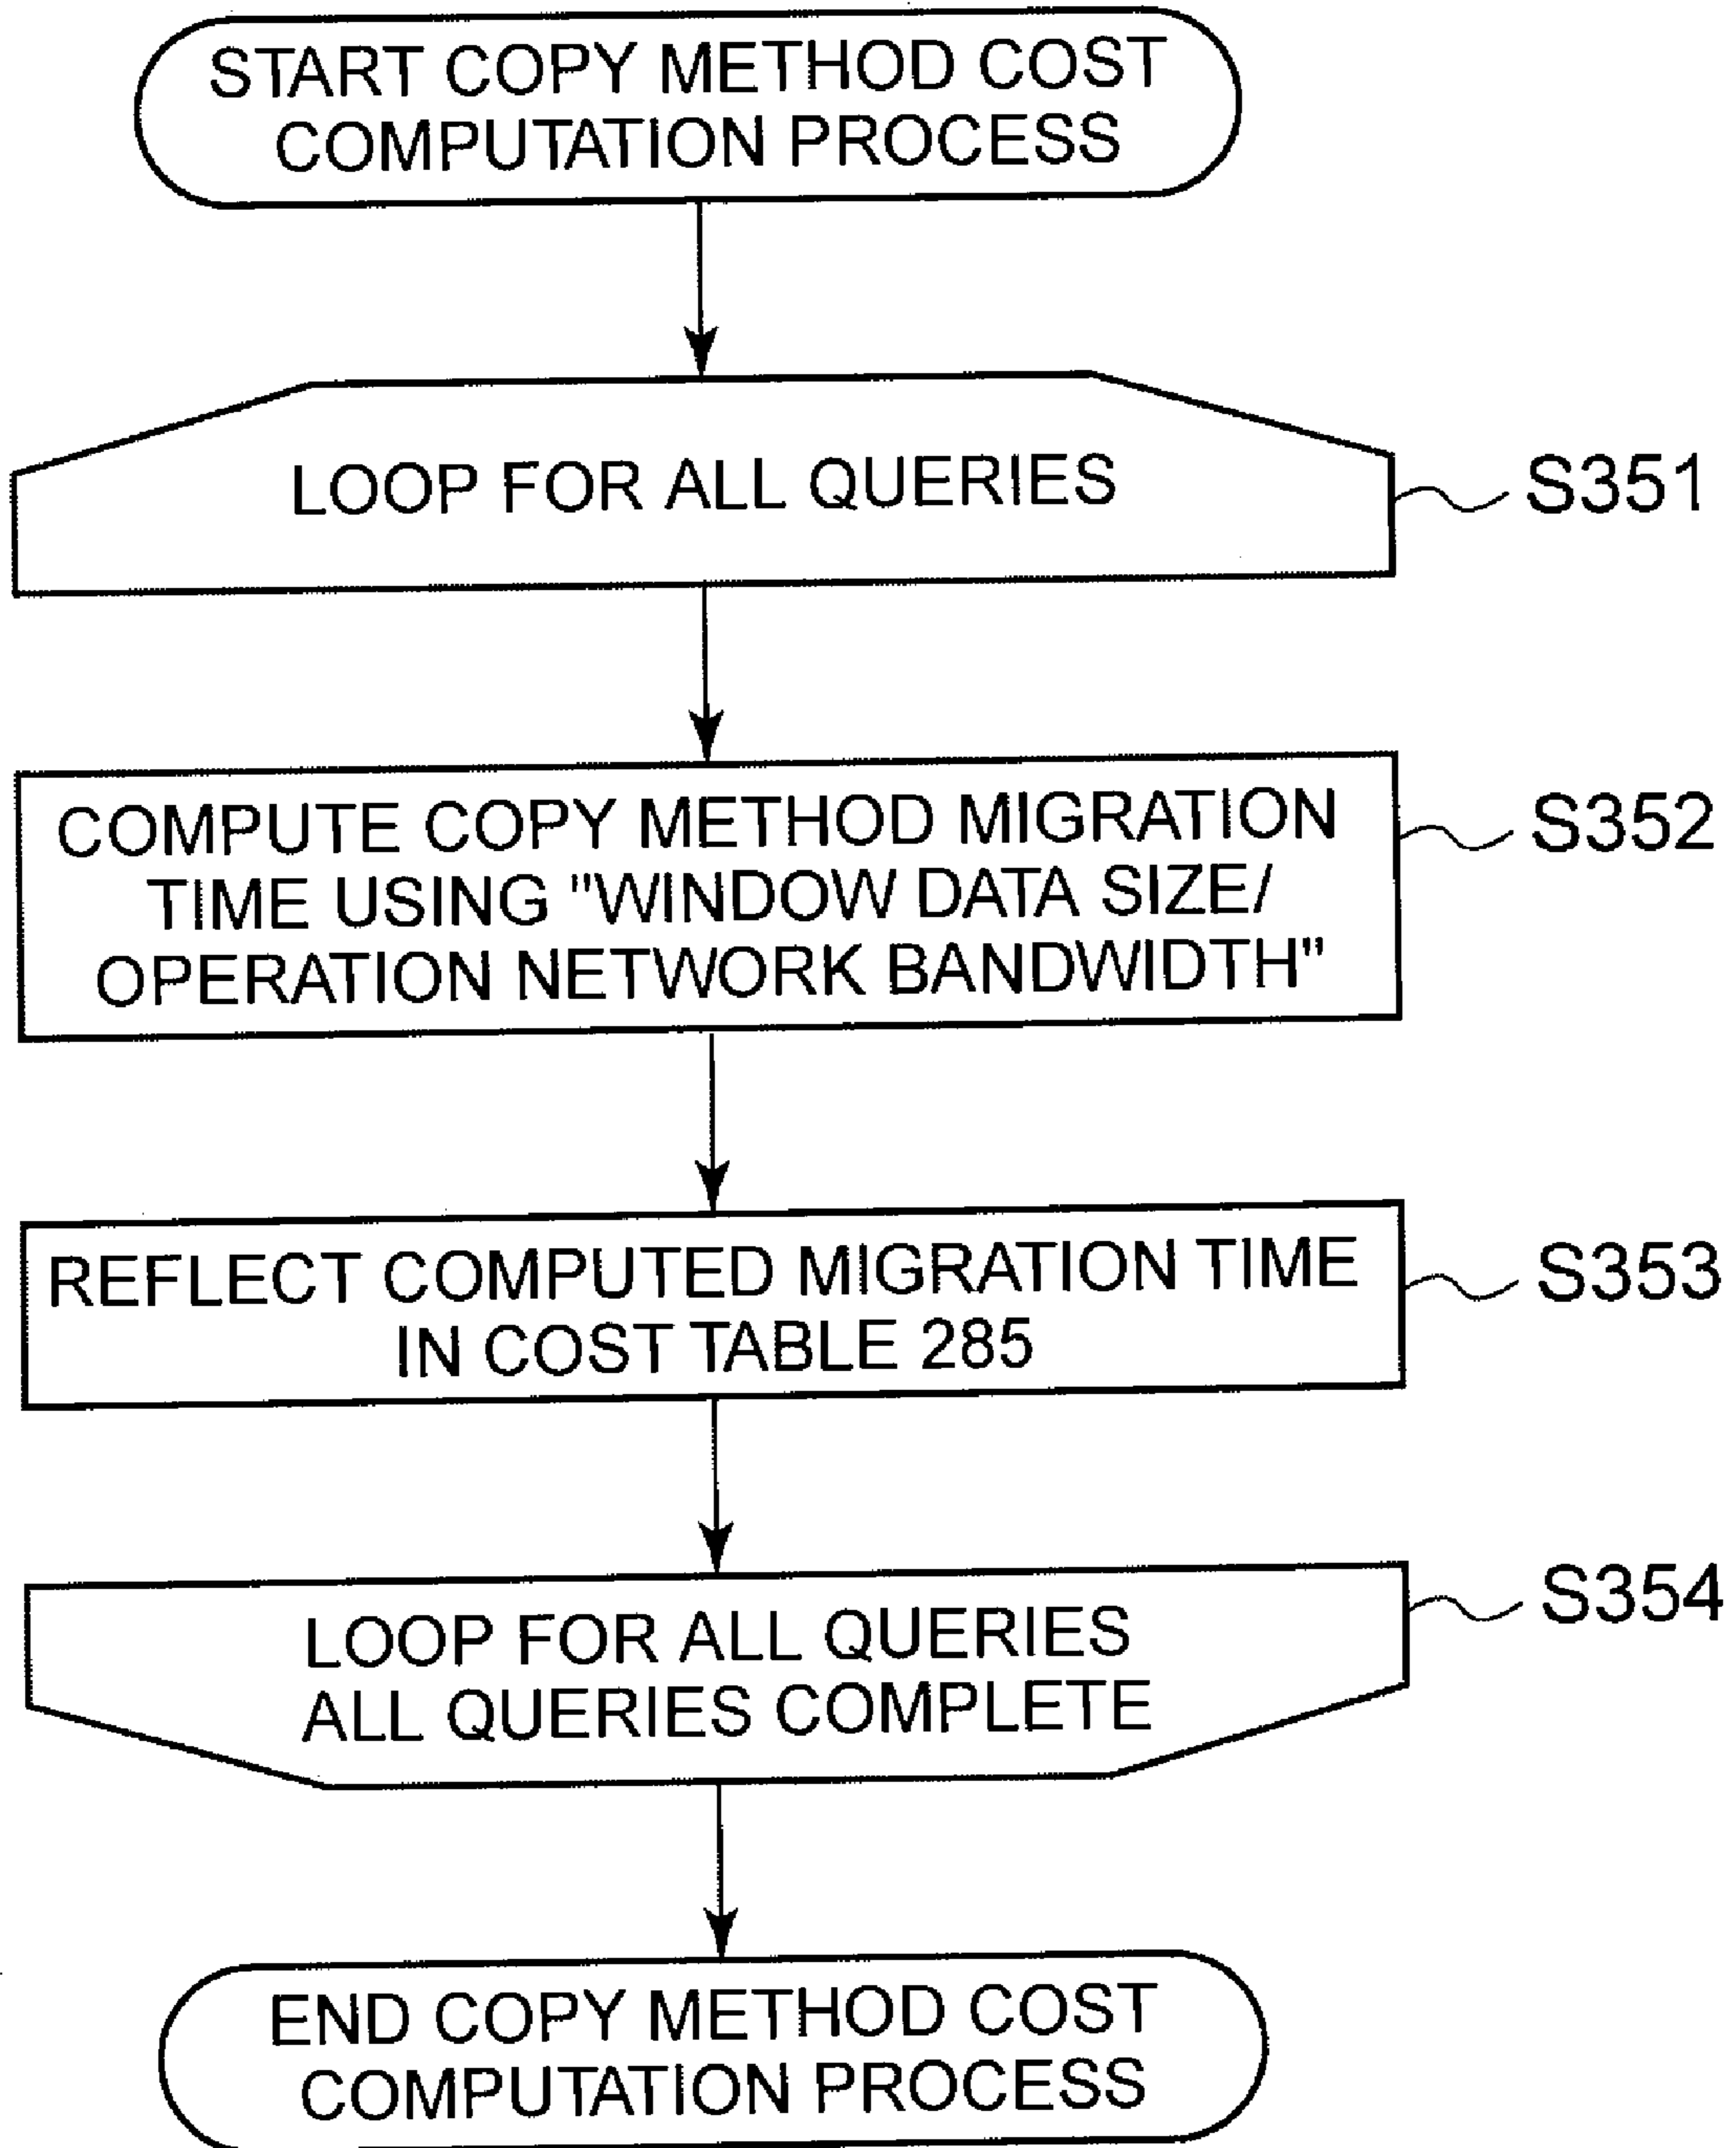 START COPY METHOD COST
COMPUTATION PROCESS
LOOP FOR ALL QUERIES
S351
COMPUTE COPY METHOD MIGRATION
TIME USING "WINDOW DATA SIZE/
OPERATION NETWORK BANDWIDTH"
S352
REFLECT COMPUTED MIGRATION TIME
IN COST TABLE 285
S353
LOOP FOR ALL QUERIES
ALL QUERIES COMPLETE
S354
END COPY METHOD COST
COMPUTATION PROCESS